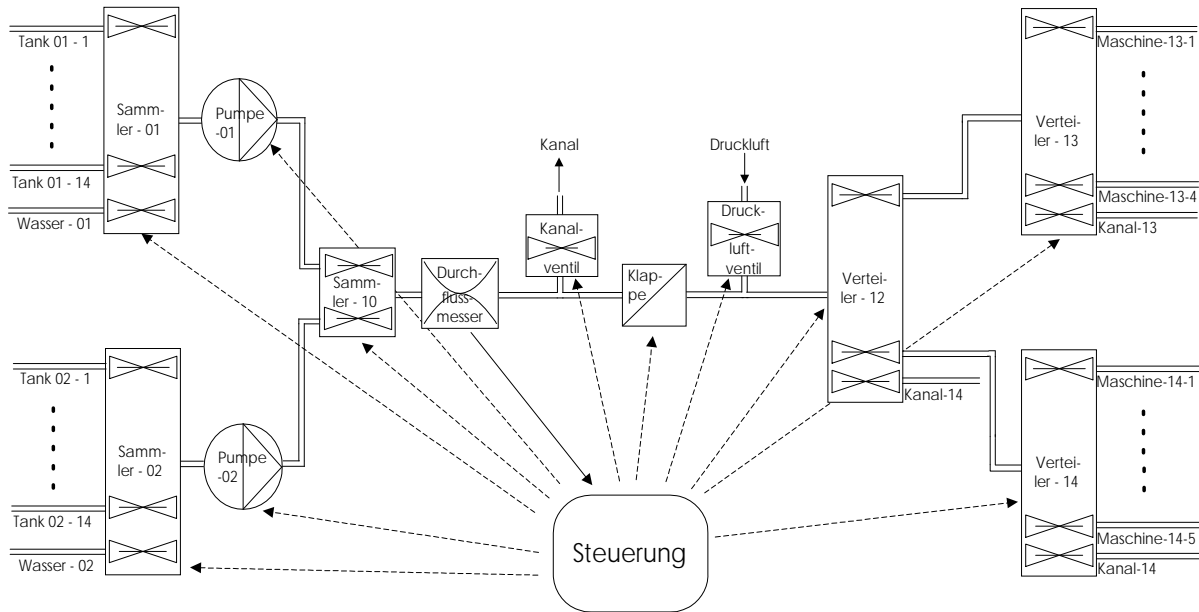 Tank 01 - 1
Samm-
ler - 01
Tank 01 - 14
Wasser - 01
Pumpe
-01
Tank 02 - 1
Samm-
ler - 02
Tank 02 - 14
Wasser - 02
Pumpe
-02
Samm-
ler - 10
Durch-
fluss-
messer
Kanal
Kanal-
ventil
Klap-
pe
Druckluft
Druck-
luft-
ventil
Vertei-
ler - 12
Kanal-14
Maschine-13-1
Vertei-
ler - 13
Maschine-13-4
Kanal-13
Maschine-14-1
Vertei-
ler - 14
Maschine-14-5
Kanal-14
Steuerung